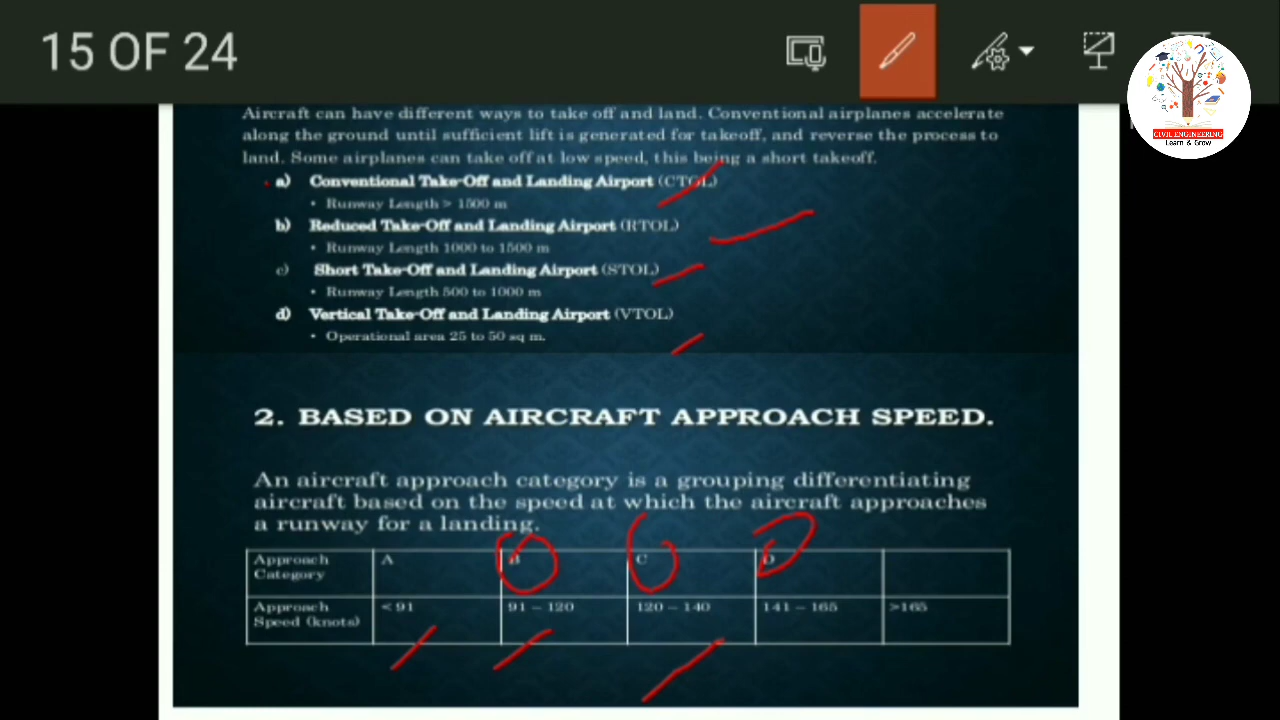 15 OF 24
CIVIL ENGINEERING
Learn & Grow
Aircraft can have different ways to take off and land. Conventional airplanes accelerate
along the ground until sufficient lift is generated for takeoff, and reverse the process to
land. Some airplanes can take off at low speed, this being a short takeoff.
a) Conventional Take-Off and Landing Airport (CTOL)
• Runway Length > 1500 m
b) Reduced Take-Off and Landing Airport (RTOL)
• Runway Length 1000 to 1500 m
c) Short Take-Off and Landing Airport (STOL)
• Runway Length 500 to 1000 m
d) Vertical Take-Off and Landing Airport (VTOL)
• Operational area 25 to 50 sq m.
2. BASED ON AIRCRAFT APPROACH SPEED.
An aircraft approach category is a grouping differentiating
aircraft based on the speed at which the aircraft approaches
a runway for a landing.
Approach Category A B C D
Approach Speed (knots) < 91 91 – 120 120 – 140 141 – 165 >165